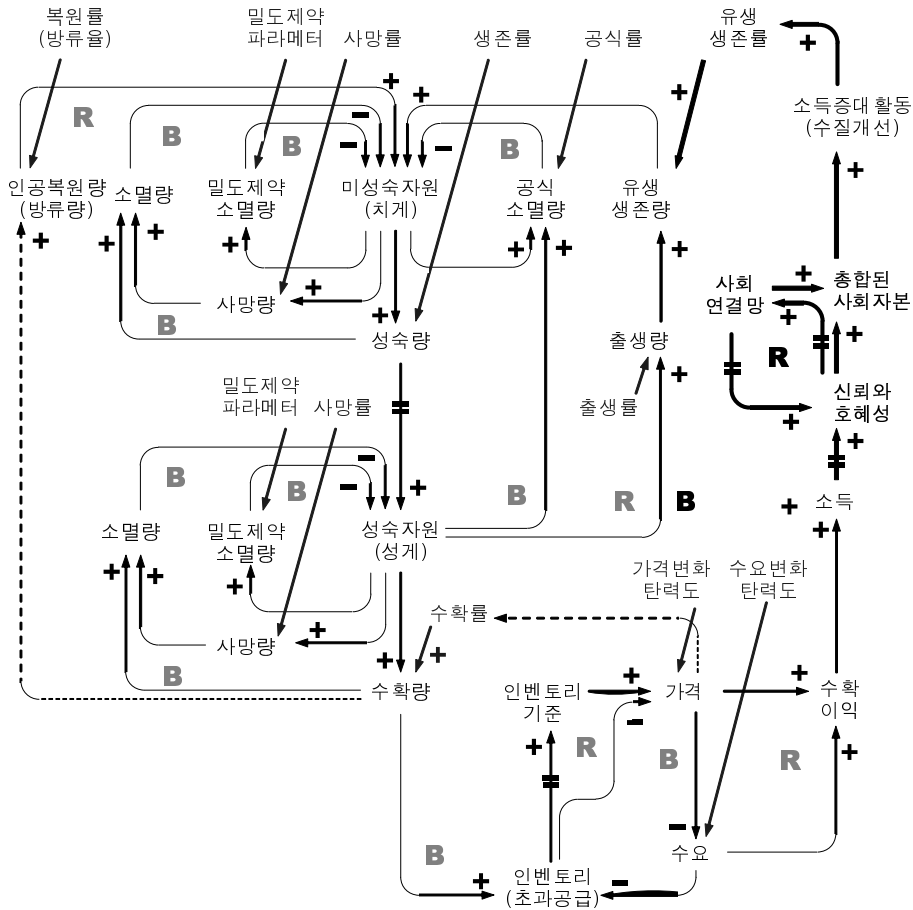 복원률
(방류율)
밀도제약
파라메터
사망률
생존률
공식률
유생
생존률
+
+
+
+
+
R
B
B
B
-
-
-
소득증대 활동
(수질개선)
+
인공복원량
(방류량)
소멸량
밀도제약
소멸량
미성숙자원
(치게)
공식
소멸량
유생
생존량
+
+
+
+
+
+
+
사회
연결망
+
총합된
사회자본
사망량
+
+
+
+
B
성숙량
출생량
R
+
밀도제약
파라메터
사망률
출생률
신뢰와
호혜성
+
+
-
-
B
B
+
B
R
B
+
+
소득
소멸량
밀도제약
소멸량
성숙자원
(성게)
가격변화
탄력도
수요변화
탄력도
+
+
+
사망량
+
수확률
+
+
B
수확량
인벤토리
기준
+
가격
+
수확
이익
-
+
R
B
R
+
-
수요
B
+
인벤토리
(초과공급)
-